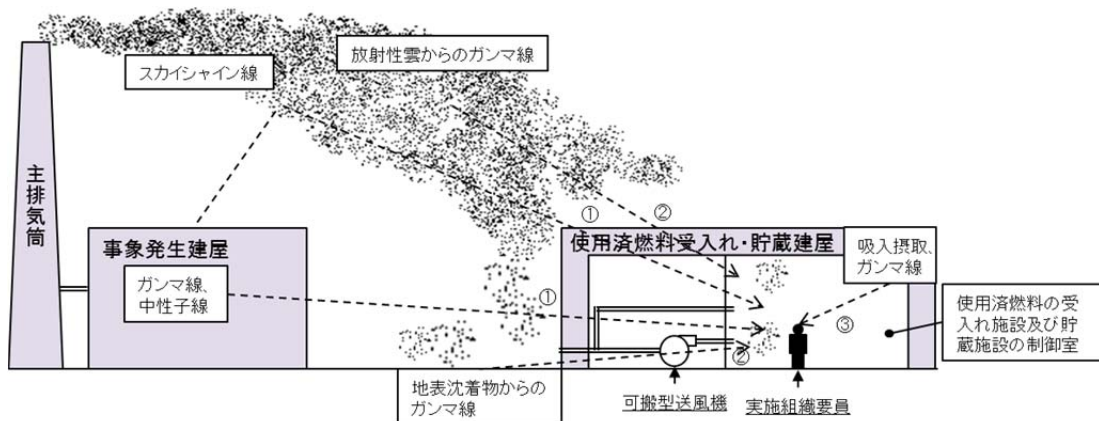 スカイシャイン線
放射性雲からのガンマ線
主排気筒
事象発生建屋
ガンマ線、
中性子線
①
①
②
使用済燃料受入れ・貯蔵建屋
吸入摂取、
ガンマ線
③
②
使用済燃料の受
入れ施設及び貯
蔵施設の制御室
地表沈着物からの
ガンマ線
可搬型送風機
実施組織要員